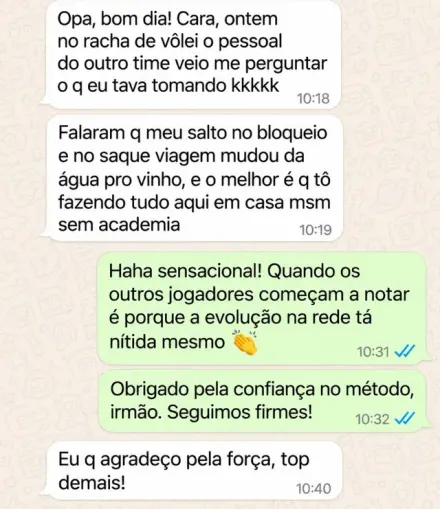 Opa, bom dia! Cara, ontem
no racha de vôlei o pessoal
do outro time veio me perguntar
o q eu tava tomando kkkkk
10:18
Falaram q meu salto no bloqueio
e no saque viagem mudou da
água pro vinho, e o melhor é q tô
fazendo tudo aqui em casa msm
sem academia
10:19
Haha sensacional! Quando os
outros jogadores começam a notar
é porque a evolução na rede tá
nítida mesmo 👏
10:31
Obrigado pela confiança no método,
irmão. Seguimos firmes!
10:32
Eu q agradeço pela força, top
demais!
10:40